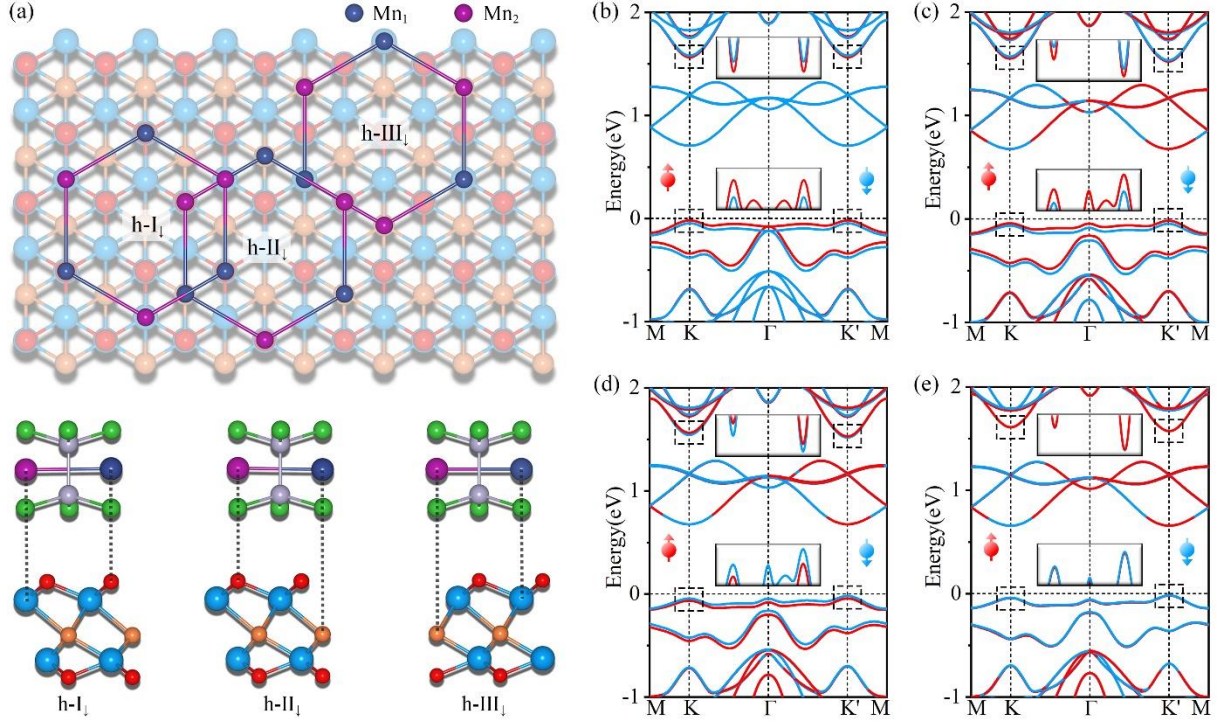 (a)
Mn₁
Mn₂
h-III↓
h-I↓
h-II↓
h-I↓
h-II↓
h-III↓
(b)
Energy(eV)
2
1
0
-1
M
K
Γ
K'
M
(c)
Energy(eV)
2
1
0
-1
M
K
Γ
K'
M
(d)
Energy(eV)
2
1
0
-1
M
K
Γ
K'
M
(e)
Energy(eV)
2
1
0
-1
M
K
Γ
K'
M